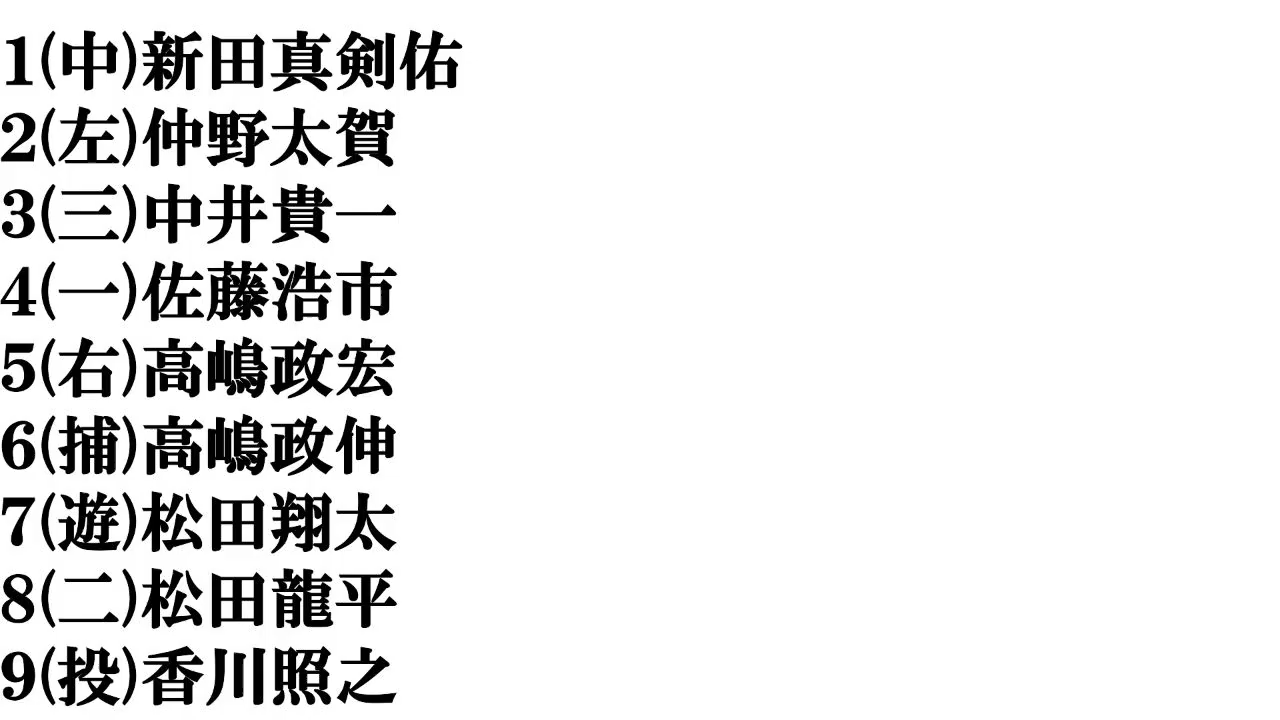 1(中)新田真剣佑
2(左)仲野太賀
3(三)中井貴一
4(一)佐藤浩市
5(右)高嶋政宏
6(捕)高嶋政伸
7(遊)松田翔太
8(二)松田龍平
9(投)香川照之